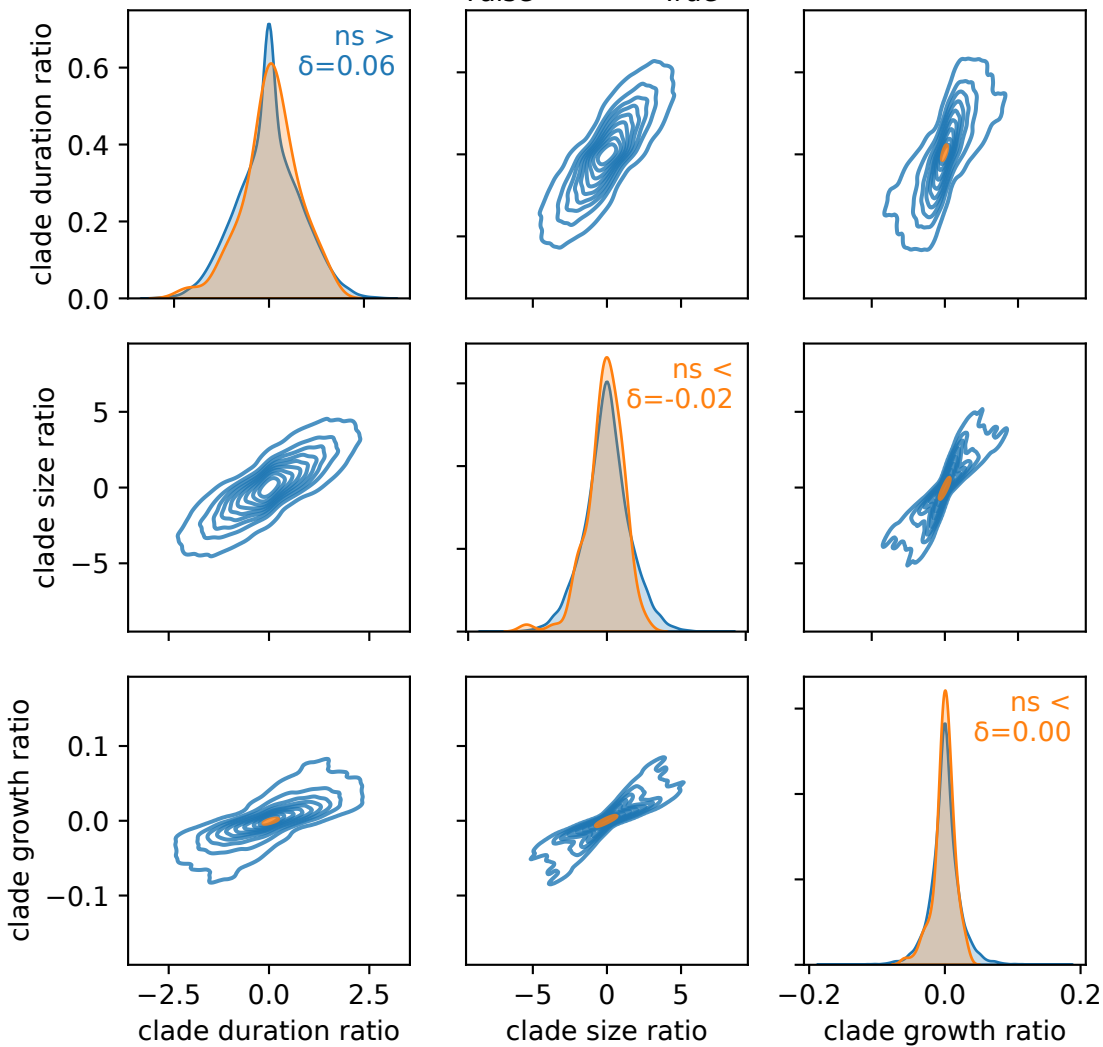 clade duration ratio
0.6
0.4
0.2
0.0
ns >
δ=0.06
clade size ratio
5
0
−5
−5
0
5
ns <
δ=-0.02
clade growth ratio
0.1
0.0
−0.1
ns <
δ=0.00
−2.5
0.0
2.5
−5
0
5
−0.2
0.0
0.2
clade duration ratio
clade size ratio
clade growth ratio